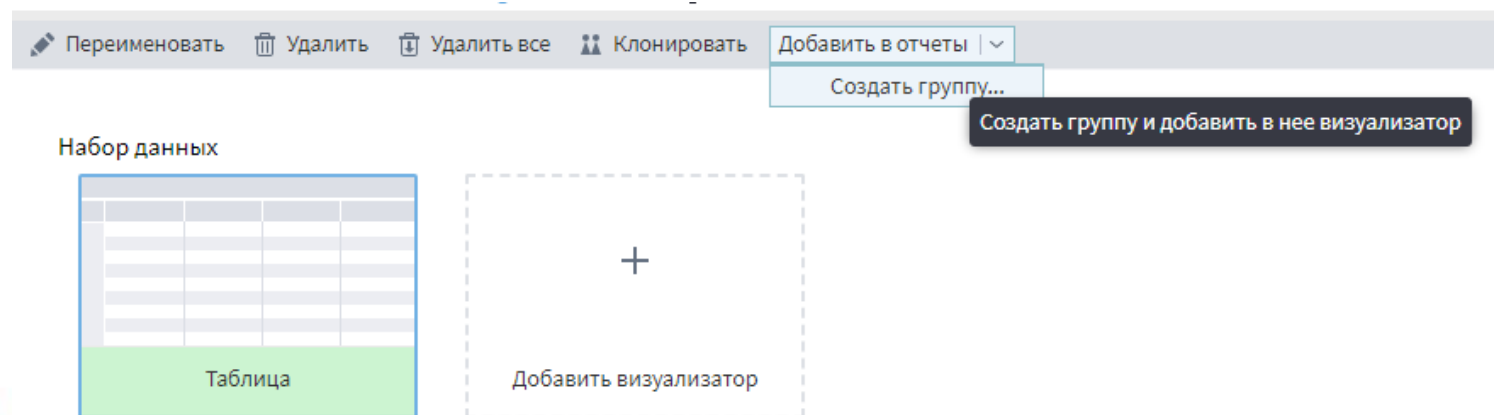 Переименовать Удалить Удалить все Клонировать Добавить в отчеты
Создать группу...
Создать группу и добавить в нее визуализатор
Набор данных
Таблица Добавить визуализатор